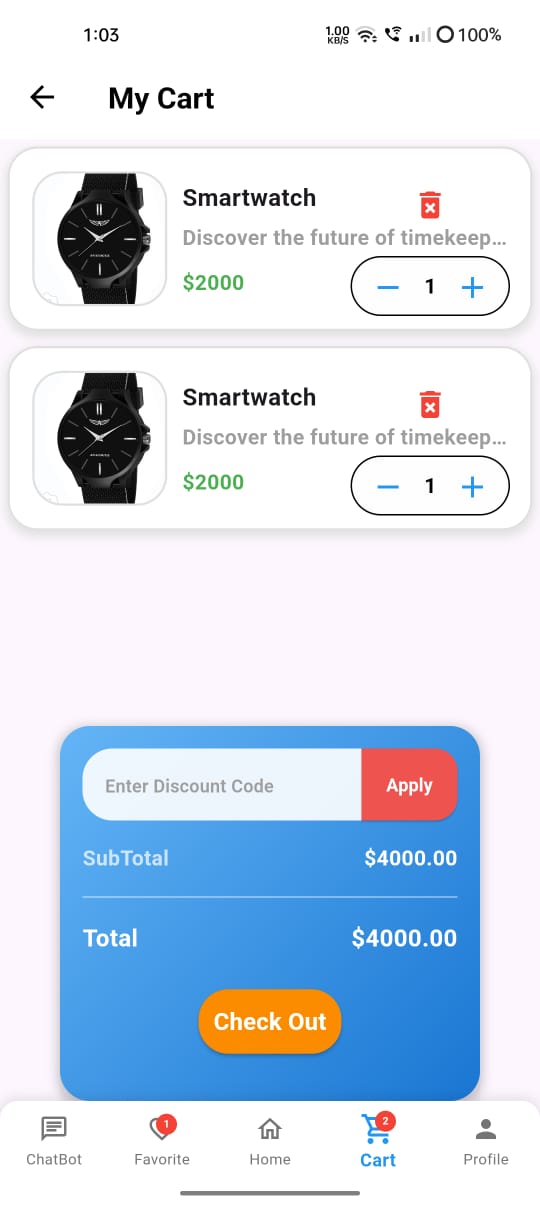 1:03
1.00
KB/S
100%
My Cart
Smartwatch
Discover the future of timekeep...
$2000
1
Smartwatch
Discover the future of timekeep...
$2000
1
Enter Discount Code
Apply
SubTotal
$4000.00
Total
$4000.00
Check Out
1
2
ChatBot
Favorite
Home
Cart
Profile